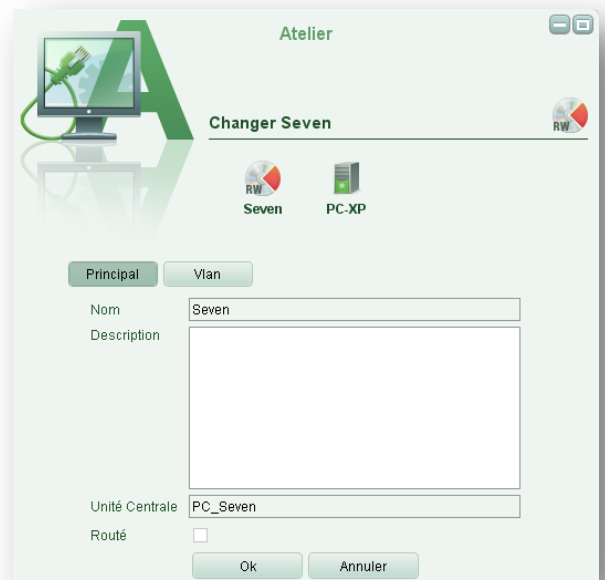 Atelier
Changer Seven
RW
RW
Seven PC-XP
Principal Vlan
Nom Seven
Description
Unité Centrale PC_Seven
Routé
Ok Annuler